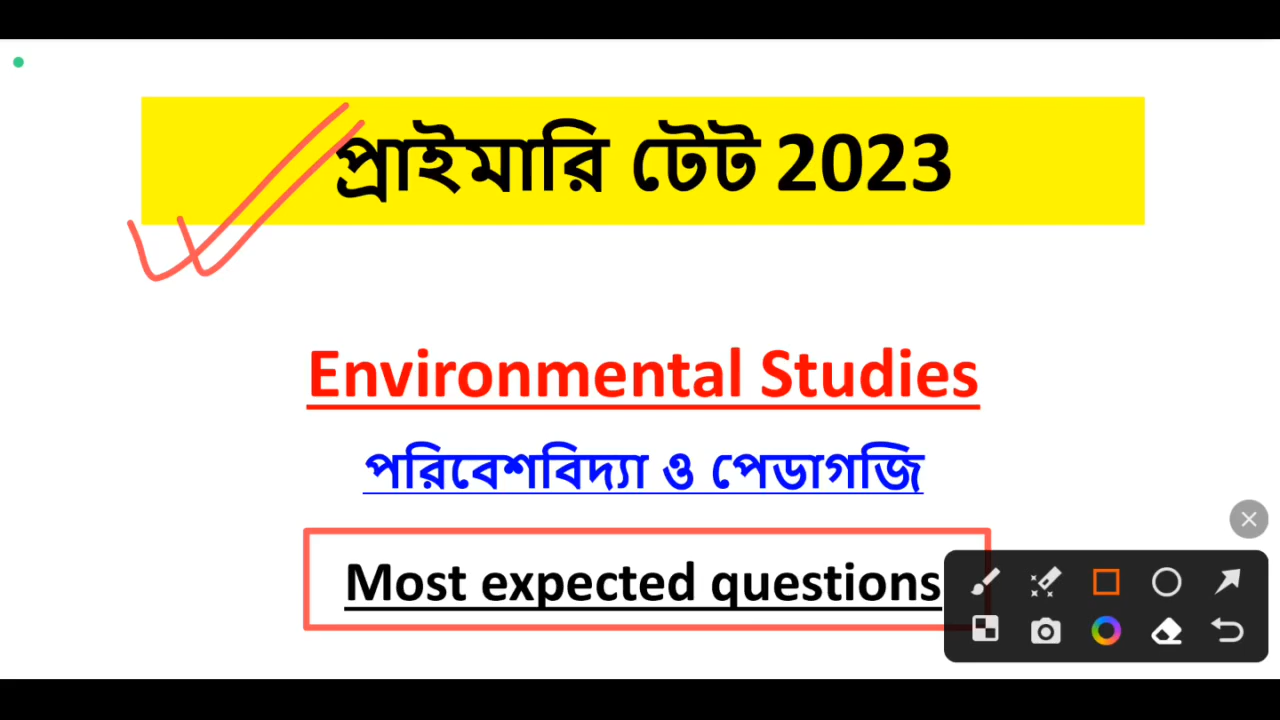 প্রাইমারি টেট 2023
Environmental Studies
পরিবেশবিদ্যা ও পেডাগজি
Most expected questions